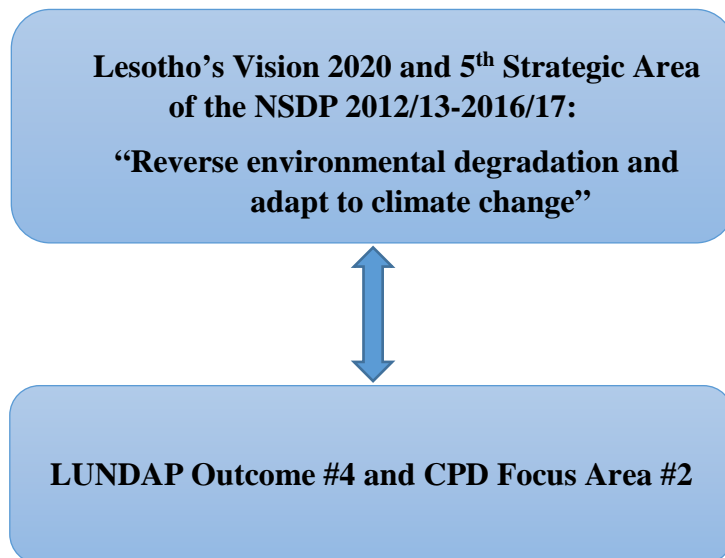 Lesotho’s Vision 2020 and 5th Strategic Area
of the NSDP 2012/13-2016/17:
“Reverse environmental degradation and
adapt to climate change”
LUNDAP Outcome #4 and CPD Focus Area #2